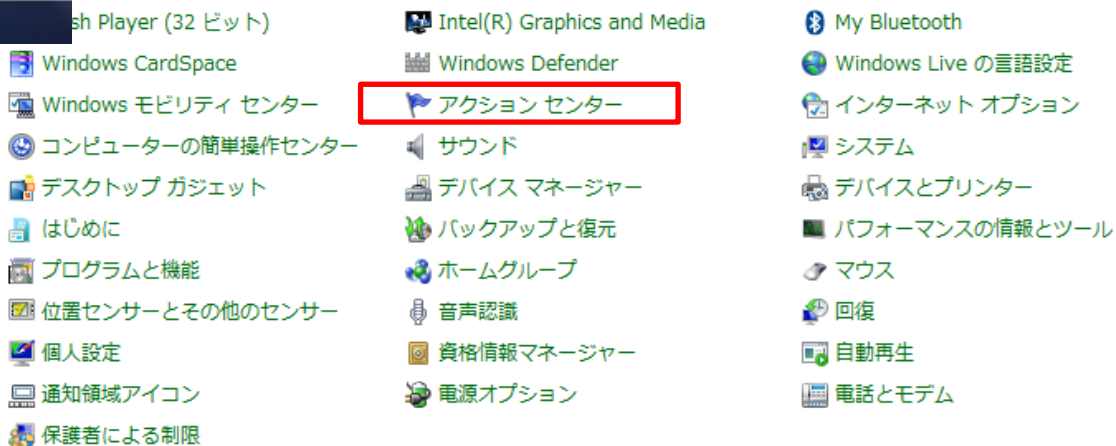 sh Player (32 ビット)
Intel(R) Graphics and Media
My Bluetooth
Windows CardSpace
Windows Defender
Windows Live の言語設定
Windows モビリティ センター
アクション センター
インターネット オプション
コンピューターの簡単操作センター
サウンド
システム
デスクトップ ガジェット
デバイス マネージャー
デバイスとプリンター
はじめに
バックアップと復元
パフォーマンスの情報とツール
プログラムと機能
ホームグループ
マウス
位置センサーとその他のセンサー
音声認識
回復
個人設定
資格情報マネージャー
自動再生
通知領域アイコン
電源オプション
電話とモデム
保護者による制限